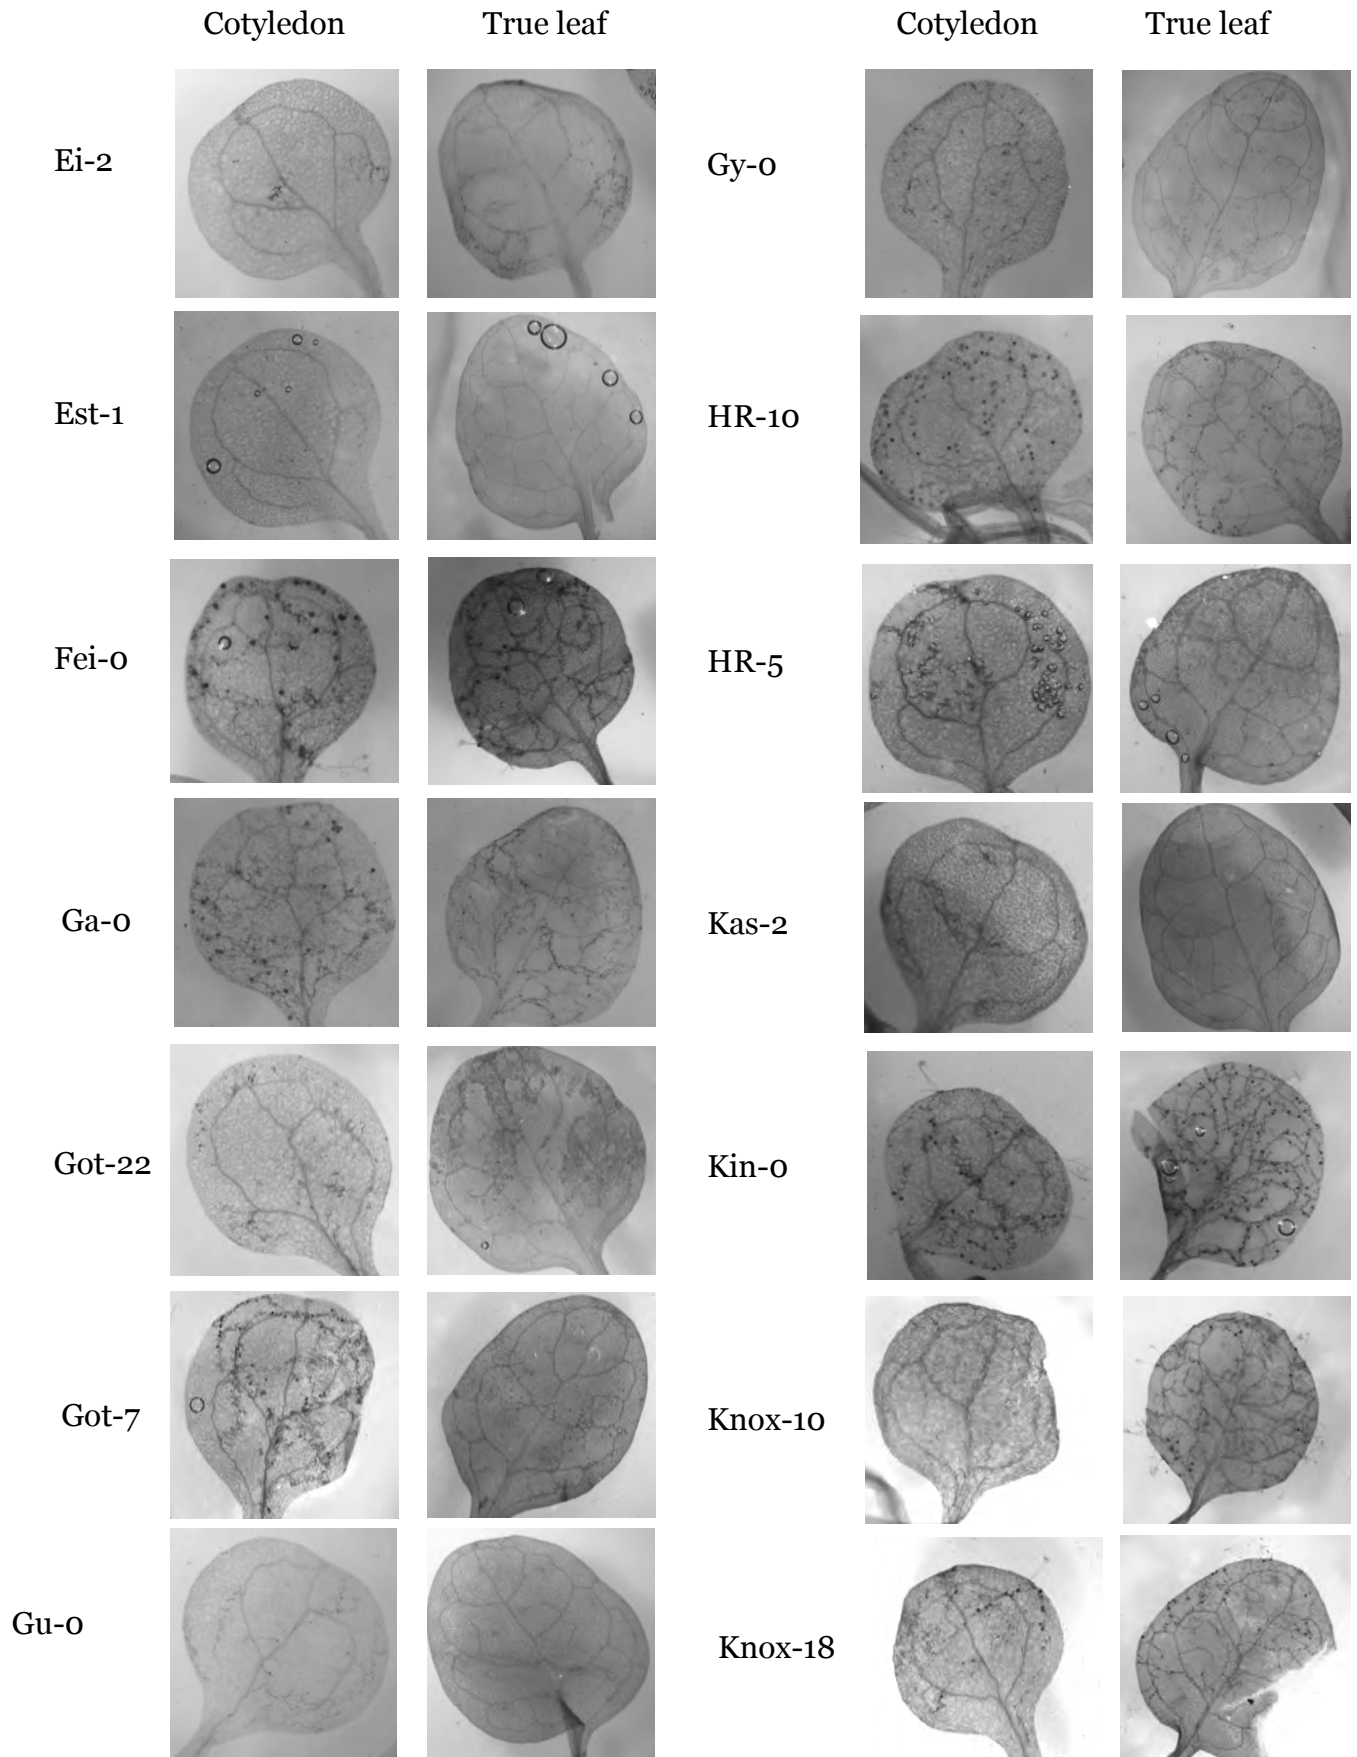 Cotyledon True leaf Cotyledon True leaf
Ei-2 Gy-0
Est-1 HR-10
Fei-0 HR-5
Ga-0 Kas-2
Got-22 Kin-0
Got-7 Knox-10
Gu-0 Knox-18